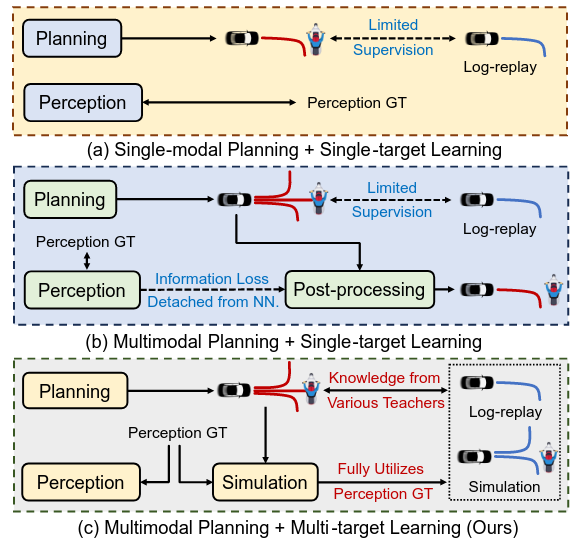 Planning
Limited
Supervision
Log-replay
Perception
Perception GT
(a) Single-modal Planning + Single-target Learning
Planning
Limited
Supervision
Log-replay
Perception GT
Perception
Information Loss
Detached from NN.
Post-processing
(b) Multimodal Planning + Single-target Learning
Planning
Knowledge from
Various Teachers
Log-replay
Perception GT
Perception
Simulation
Fully Utilizes
Perception GT
Simulation
(c) Multimodal Planning + Multi-target Learning (Ours)